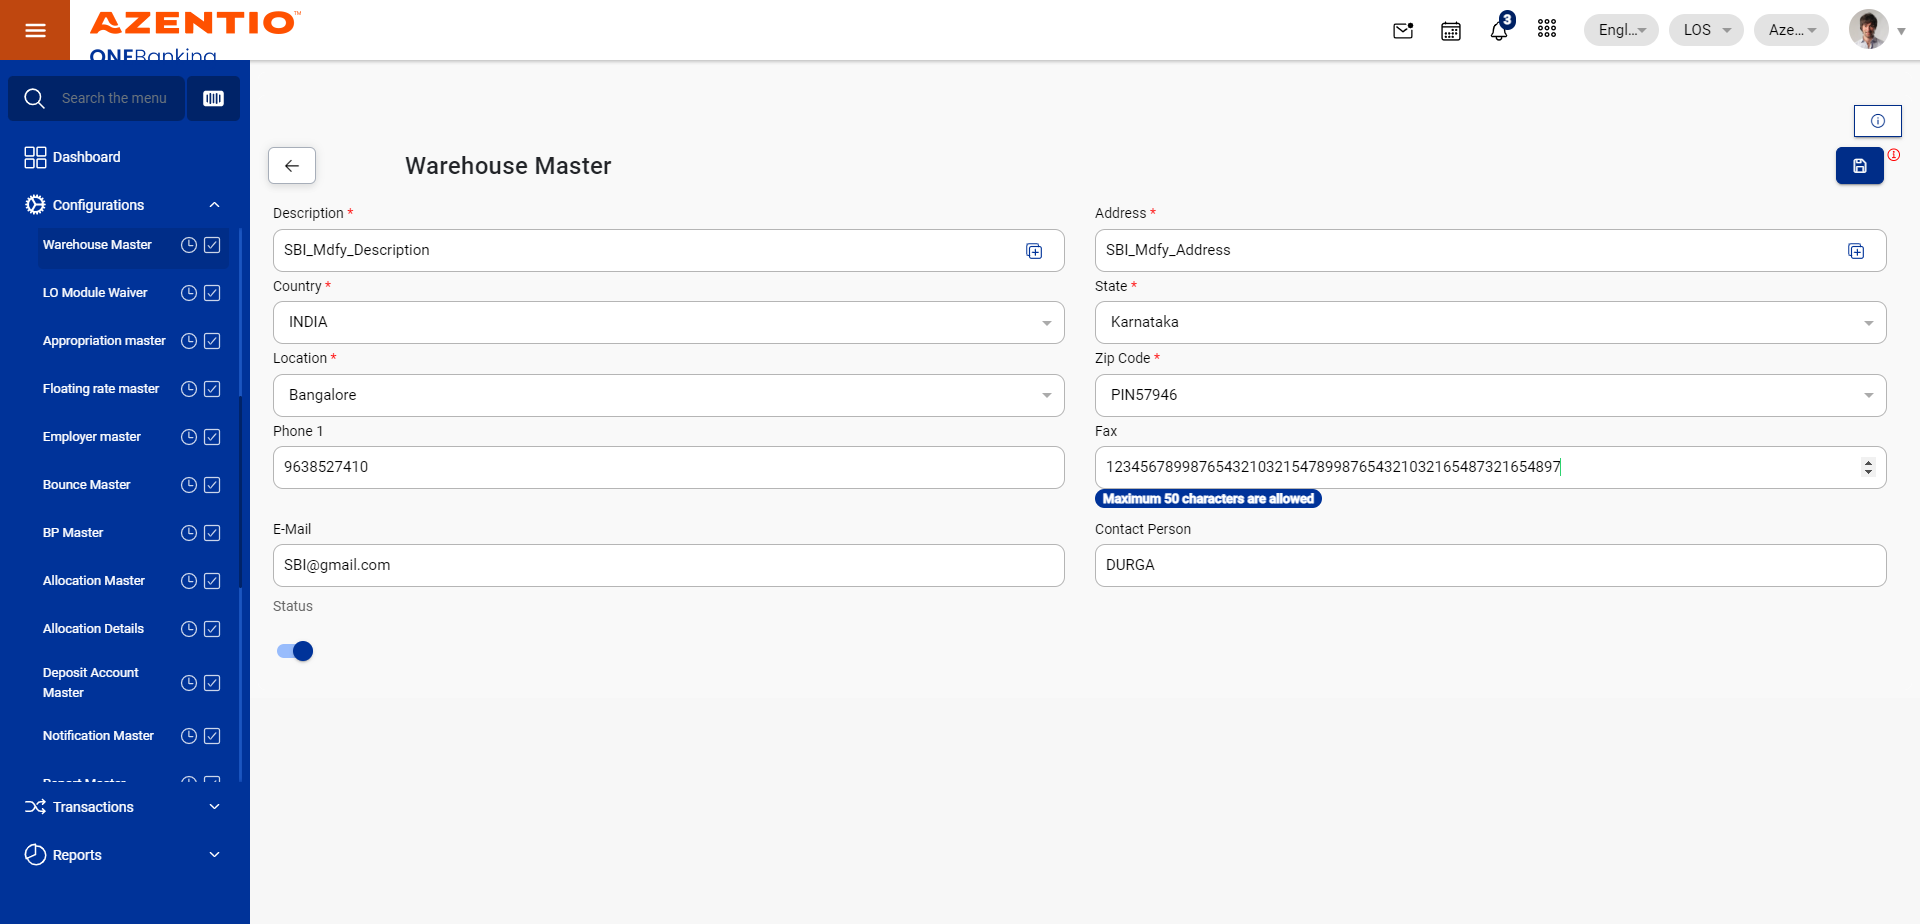 AZENTIO™
ONEBanking
3
Engl...
LOS
Aze...
Search the menu
Dashboard
Configurations
Warehouse Master
LO Module Waiver
Appropriation master
Floating rate master
Employer master
Bounce Master
BP Master
Allocation Master
Allocation Details
Deposit Account
Master
Notification Master
Report Master
Transactions
Reports
Warehouse Master
Description *
SBI_Mdfy_Description
Address *
SBI_Mdfy_Address
Country *
INDIA
State *
Karnataka
Location *
Bangalore
Zip Code *
PIN57946
Phone 1
9638527410
Fax
12345678998765432103215478998765432103216548732165489​7
Maximum 50 characters are allowed
E-Mail
SBI@gmail.com
Contact Person
DURGA
Status